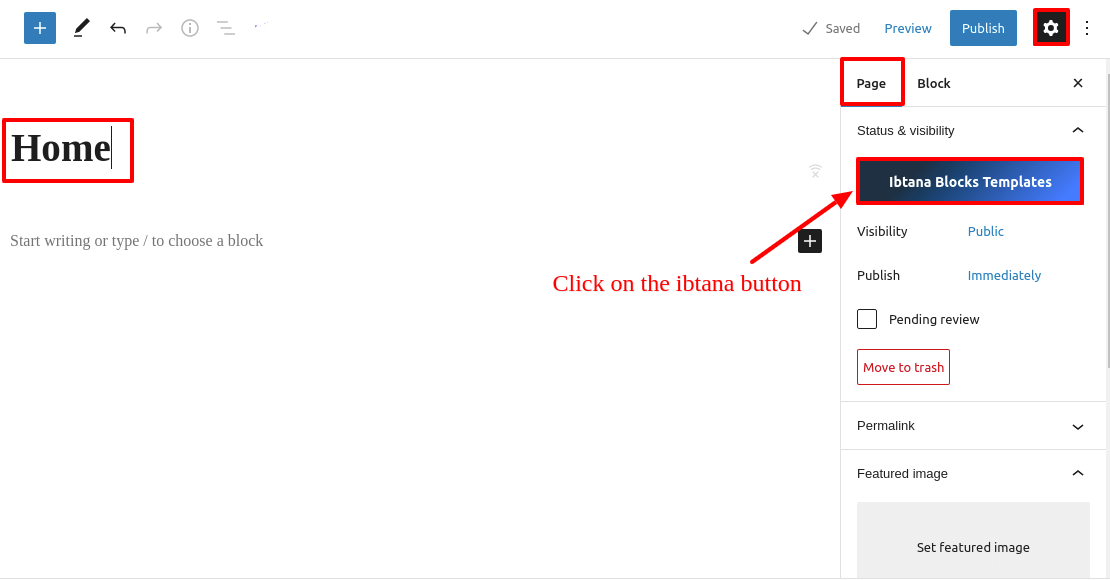 Saved
Preview
Publish
Page
Block
Home
Status & visibility
Ibtana Blocks Templates
Start writing or type / to choose a block
Visibility
Public
Click on the ibtana button
Publish
Immediately
Pending review
Move to trash
Permalink
Featured image
Set featured image